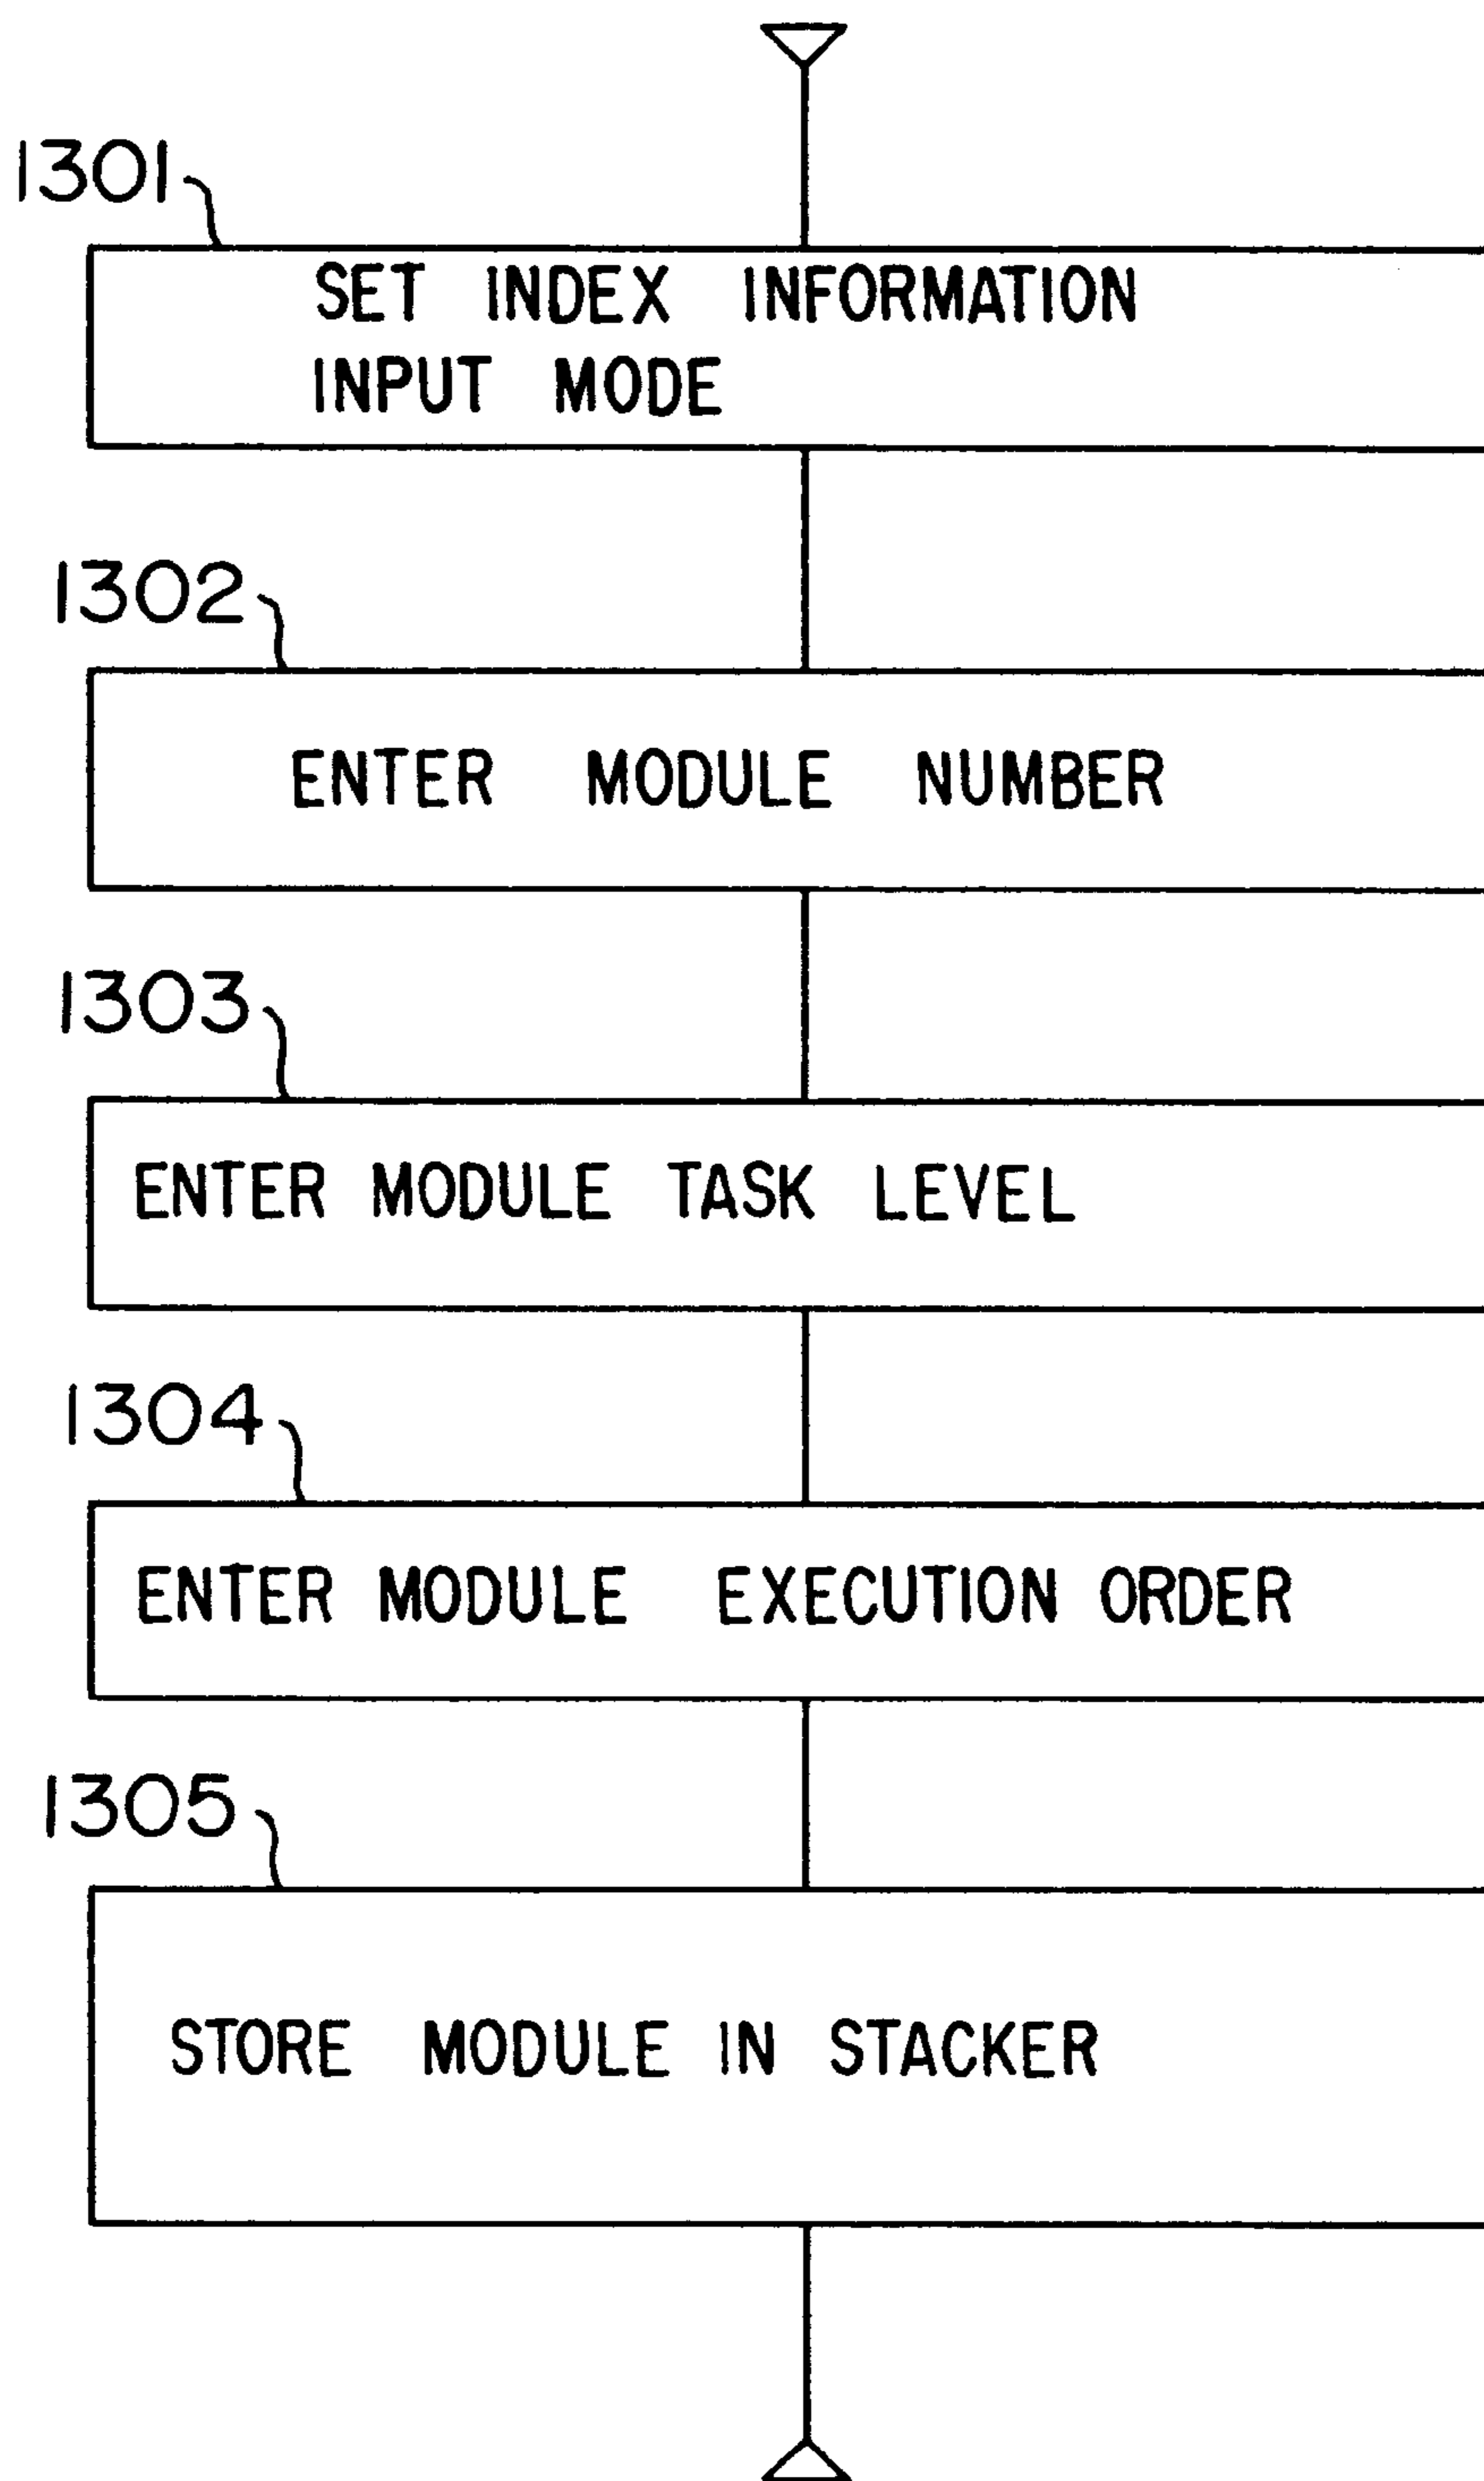 1301
SET INDEX INFORMATION
INPUT MODE
1302
ENTER MODULE NUMBER
1303
ENTER MODULE TASK LEVEL
1304
ENTER MODULE EXECUTION ORDER
1305
STORE MODULE IN STACKER